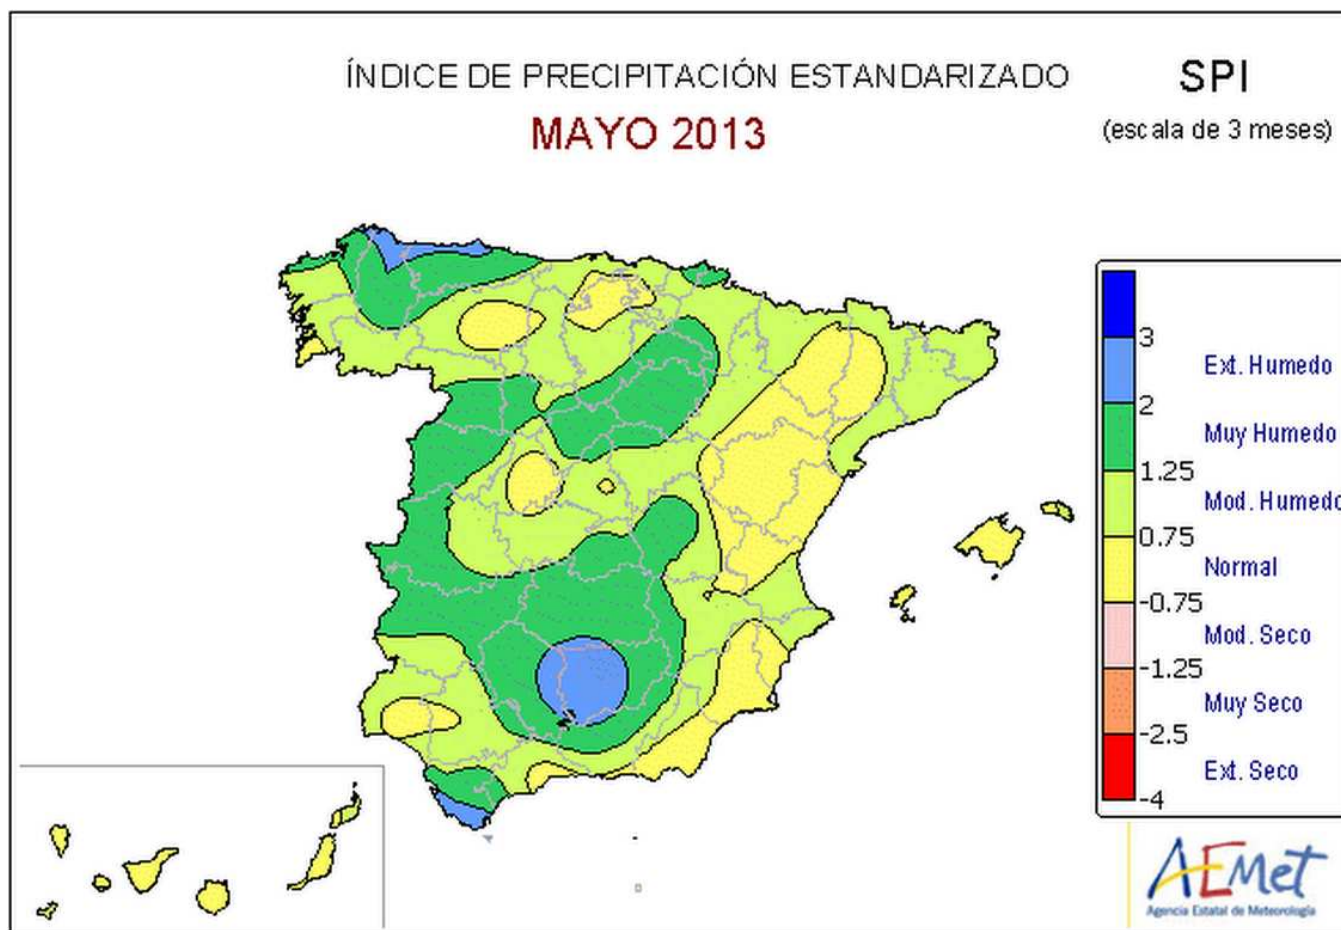 ÍNDICE DE PRECIPITACIÓN ESTANDARIZADO
MAYO 2013
SPI
(escala de 3 meses)
3
Ext. Humedo
2
Muy Humedo
1.25
Mod. Humedo
0.75
Normal
-0.75
Mod. Seco
-1.25
Muy Seco
-2.5
Ext. Seco
-4
AEMet
Agencia Estatal de Meteorología